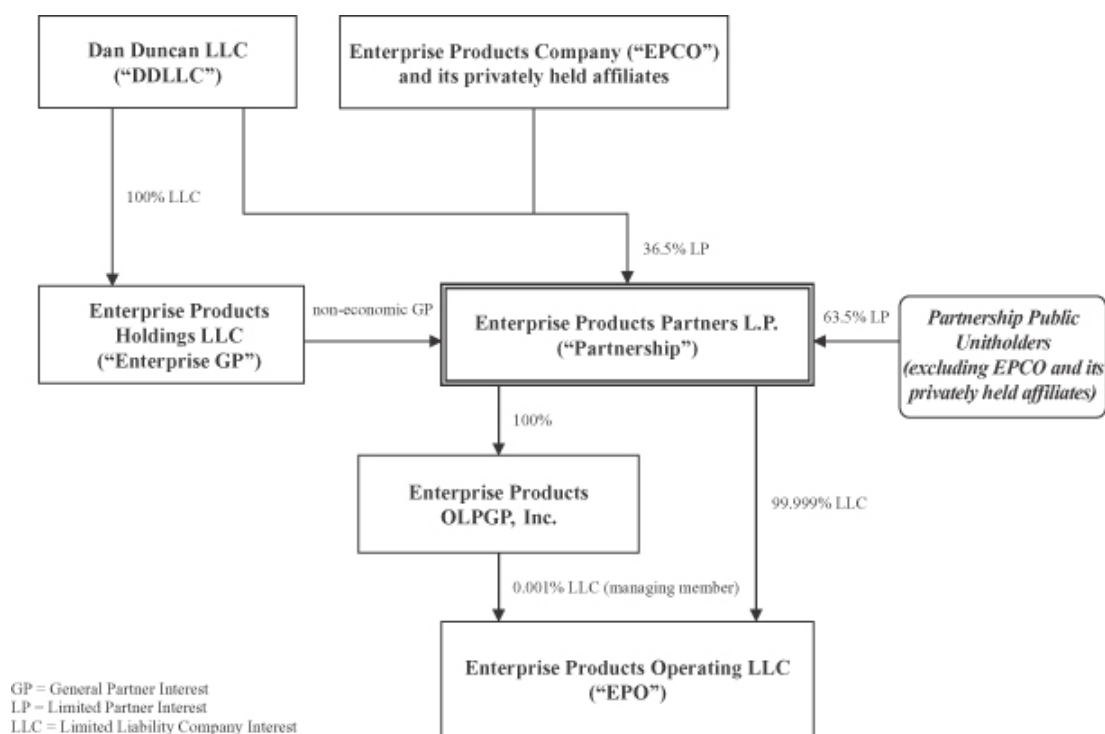 Dan Duncan LLC
(“DDLLC”)
Enterprise Products Company (“EPCO”)
and its privately held affiliates
100% LLC
36.5% LP
Enterprise Products
Holdings LLC
(“Enterprise GP”)
non-economic GP
Enterprise Products Partners L.P.
(“Partnership”)
63.5% LP
Partnership Public
Unitholders
(excluding EPCO and its
privately held affiliates)
100%
Enterprise Products
OLPGP, Inc.
99.999% LLC
0.001% LLC (managing member)
Enterprise Products Operating LLC
(“EPO”)
GP = General Partner Interest
LP = Limited Partner Interest
LLC = Limited Liability Company Interest